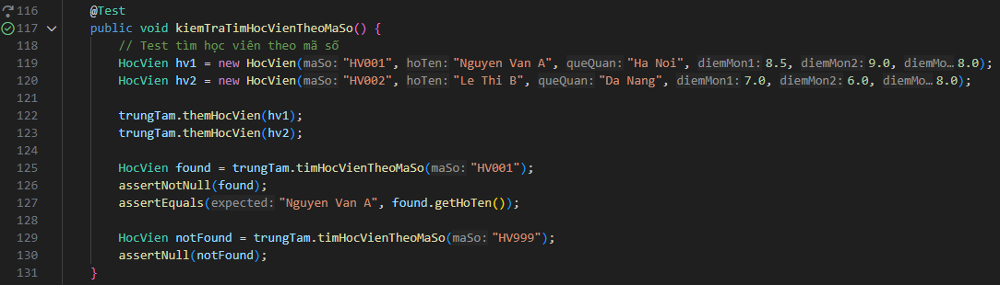 116 @Test
117 public void kiemTraTimHocVienTheoMaSo() {
118 // Test tìm học viên theo mã số
119 HocVien hv1 = new HocVien(maSo: "HV001", hoTen: "Nguyen Van A", queQuan: "Ha Noi", diemMon1: 8.5, diemMon2: 9.0, diemMo… 8.0);
120 HocVien hv2 = new HocVien(maSo: "HV002", hoTen: "Le Thi B", queQuan: "Da Nang", diemMon1: 7.0, diemMon2: 6.0, diemMo… 8.0);
121
122 trungTam.themHocVien(hv1);
123 trungTam.themHocVien(hv2);
124
125 HocVien found = trungTam.timHocVienTheoMaSo(maSo: "HV001");
126 assertNotNull(found);
127 assertEquals(expected: "Nguyen Van A", found.getHoTen());
128
129 HocVien notFound = trungTam.timHocVienTheoMaSo(maSo: "HV999");
130 assertNull(notFound);
131 }